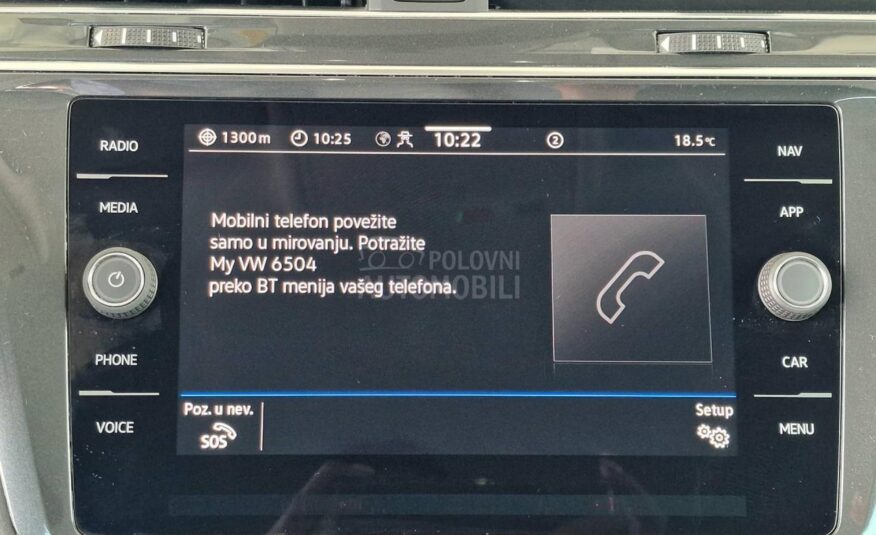 RADIO
MEDIA
PHONE
VOICE
1300m 10:25 10:22 2 18.5°C
Mobilni telefon povežite
samo u mirovanju. Potražite
My VW 6504
preko BT menija vašeg telefona.
POLOVNI
AUTOMOBILI
Poz. u nev.
SOS
Setup
NAV
APP
CAR
MENU